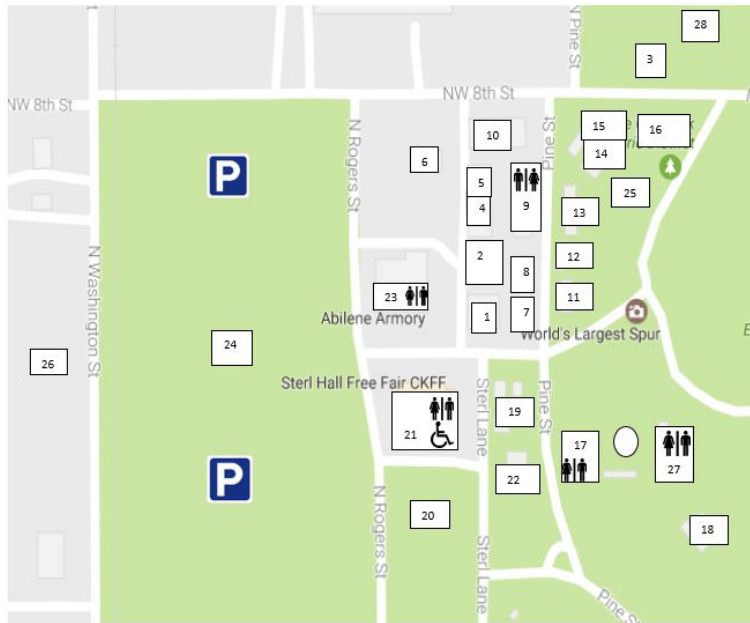 t
N Pine St
28
3
NW 8th St
NW 8th St
N Rogers St
P
6
10
5
4
9
Pine St
15
16
14
25
13
12
2
8
11
23
1
7
Abilene Armory
World's Largest Spur
N Washington St
24
26
Sterl Hall Free Fair CKFF
21
Sterl Lane
Pine St
19
17
27
22
P
N Rogers St
20
Sterl Lane
18
Pine St